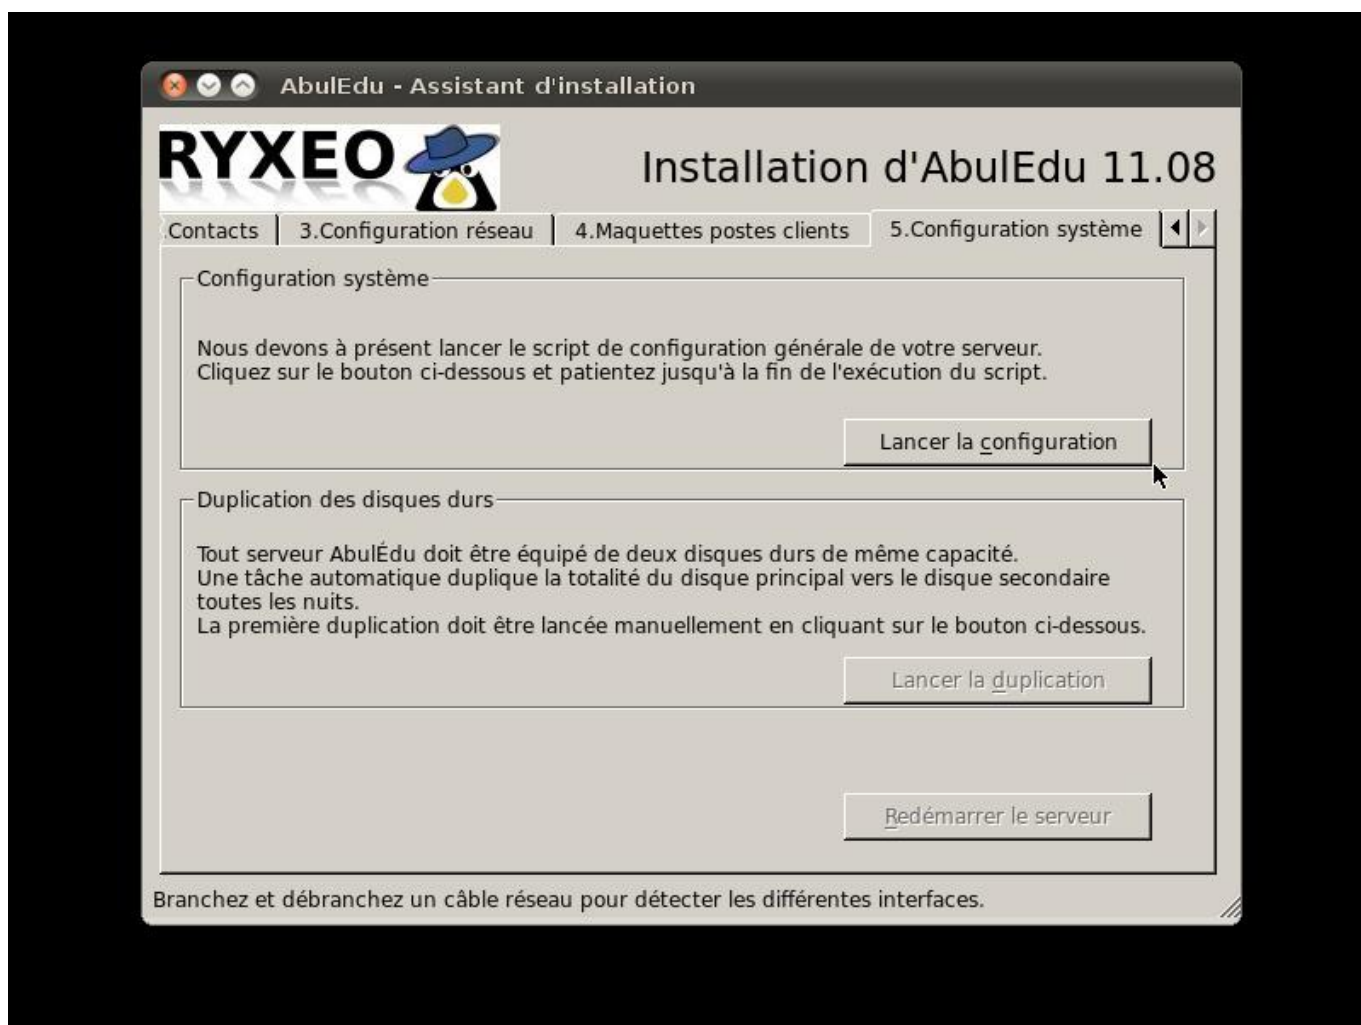 AbulEdu - Assistant d'installation
RYXEO
Installation d'AbulEdu 11.08
Contacts
3.Configuration réseau
4.Maquettes postes clients
5.Configuration système
Configuration système
Nous devons à présent lancer le script de configuration générale de votre serveur.
Cliquez sur le bouton ci-dessous et patientez jusqu'à la fin de l'exécution du script.
Lancer la configuration
Duplication des disques durs
Tout serveur AbulÉdu doit être équipé de deux disques durs de même capacité.
Une tâche automatique duplique la totalité du disque principal vers le disque secondaire
toutes les nuits.
La première duplication doit être lancée manuellement en cliquant sur le bouton ci-dessous.
Lancer la duplication
Redémarrer le serveur
Branchez et débranchez un câble réseau pour détecter les différentes interfaces.